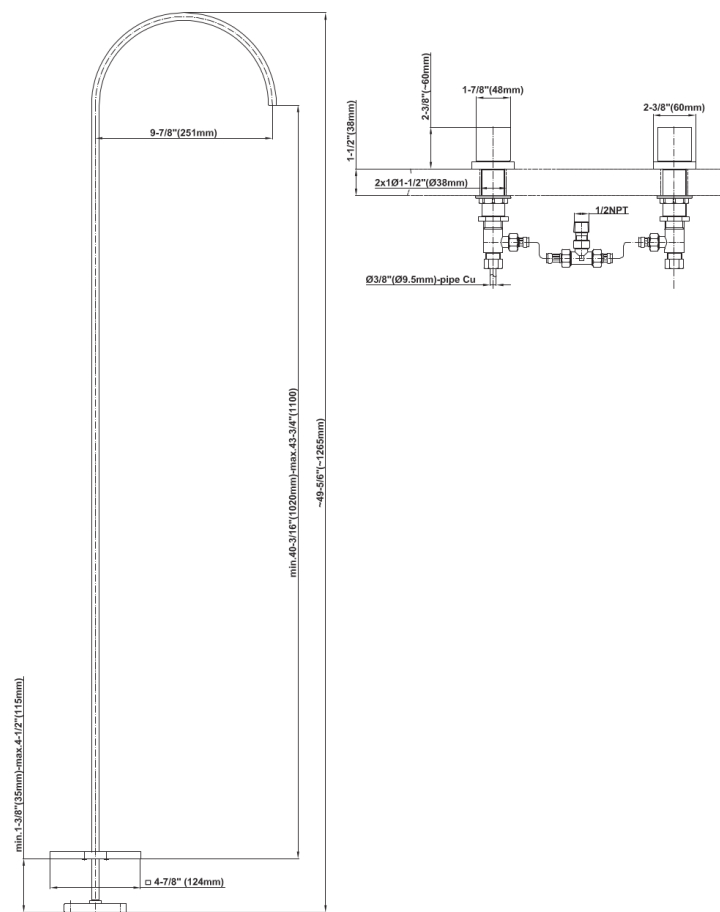 9-7/8"(251mm)
min.40-3/16"(1020mm)-max.43-3/4"(1100)
~49-5/6"(~1265mm)
min.1-3/8"(35mm)-max.4-1/2"(115mm)
□ 4-7/8" (124mm)
1-1/2"(38mm)
2-3/8"(~60mm)
1-7/8"(48mm)
2-3/8"(60mm)
2x1Ø1-1/2"(Ø38mm)
1/2NPT
Ø3/8"(Ø9.5mm)-pipe Cu